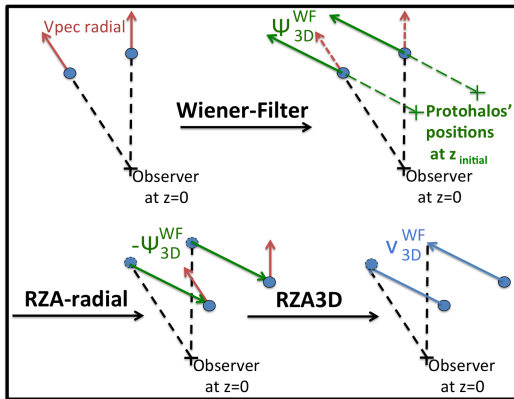 Vpec radial
Ψ WF 3D
Wiener-Filter
Protohalos'
positions
at z initial
Observer
at z=0
Observer
at z=0
-Ψ WF 3D
v WF 3D
RZA-radial
RZA3D
Observer
at z=0
Observer
at z=0